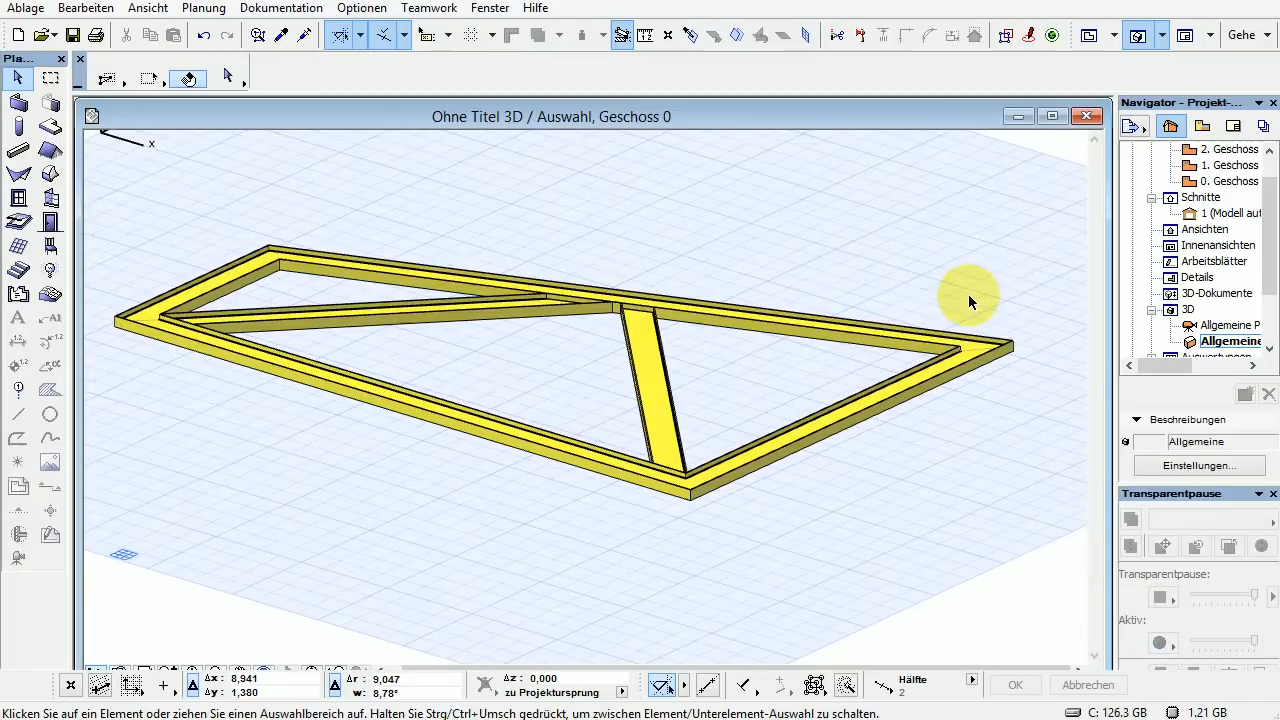 Ablage Bearbeiten Ansicht Planung Dokumentation Optionen Teamwork Fenster Hilfe
Gehe
Pla...
Ohne Titel 3D / Auswahl, Geschoss 0
x
Navigator - Projekt-...
2. Geschoss
1. Geschoss
0. Geschoss
Schnitte
1 (Modell aut
Ansichten
Innenansichten
Arbeitsblätter
Details
3D-Dokumente
3D
Allgemeine P
Allgemeine
Beschreibungen
Allgemeine
Einstellungen...
Transparentpause
Transparentpause:
Aktiv:
A1
Δx: 8,941
Δy: 1,380
Δr: 9,047
w: 8,78°
Δz: 0,000
zu Projektursprung
Hälfte
2
OK Abbrechen
Klicken Sie auf ein Element oder ziehen Sie einen Auswahlbereich auf. Halten Sie Strg/Ctrl+Umsch gedrückt, um zwischen Element/Unterelement-Auswahl zu schalten.
C: 126.3 GB 1.21 GB